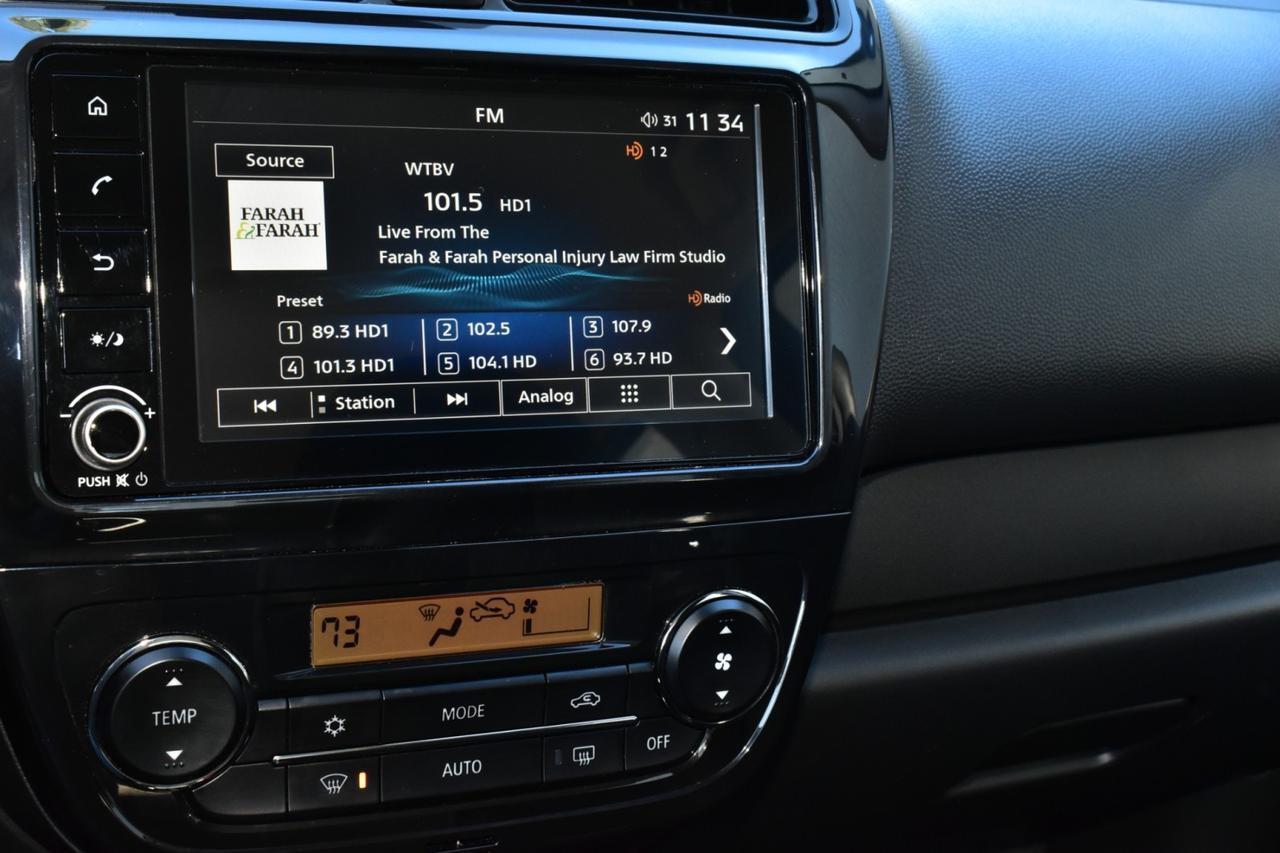 FM
31 11 34
Source
HD 1 2
WTBV
101.5 HD1
FARAH
&FARAH
Live From The
Farah & Farah Personal Injury Law Firm Studio
Preset
HD Radio
1 89.3 HD1
2 102.5
3 107.9
4 101.3 HD1
5 104.1 HD
6 93.7 HD
Station
Analog
- +
PUSH
73
TEMP
MODE
AUTO
OFF